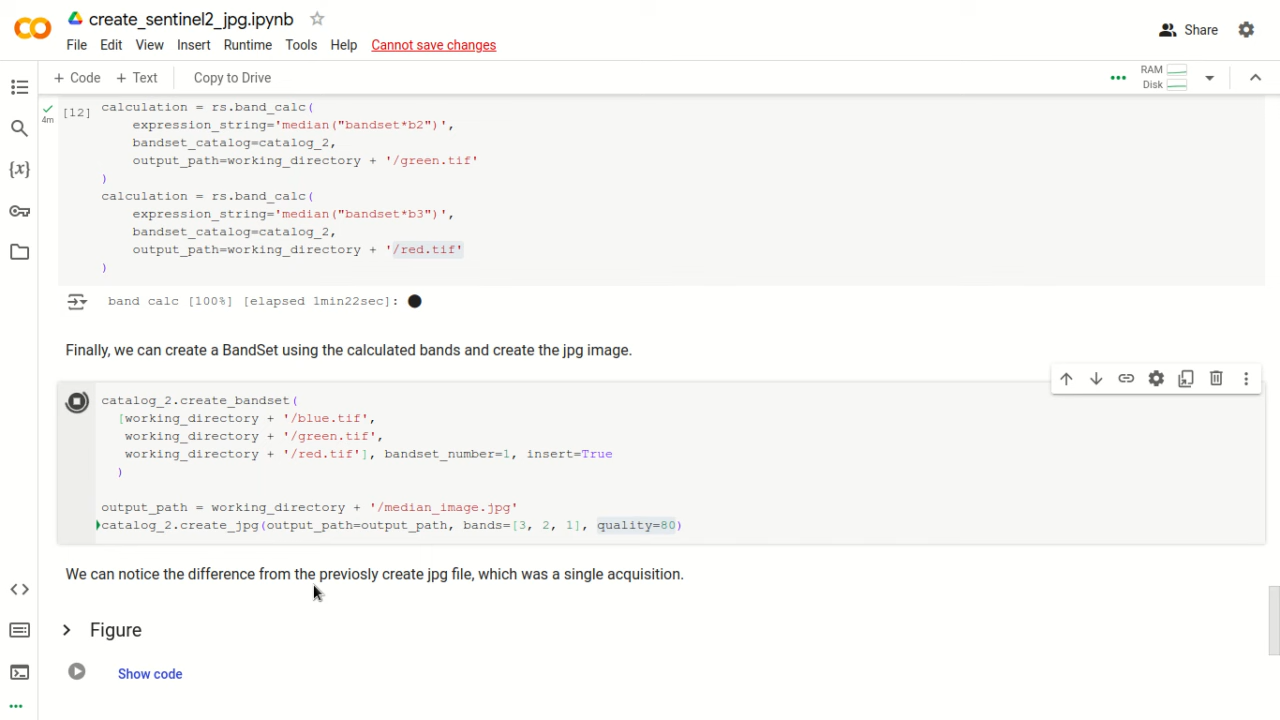 create_sentinel2_jpg.ipynb
File Edit View Insert Runtime Tools Help Cannot save changes
Share
+ Code + Text Copy to Drive
RAM
Disk
4m
[12]
calculation = rs.band_calc(
expression_string='median("bandset*b2")',
bandset_catalog=catalog_2,
output_path=working_directory + '/green.tif'
)
calculation = rs.band_calc(
expression_string='median("bandset*b3")',
bandset_catalog=catalog_2,
output_path=working_directory + '/red.tif'
)
band calc [100%] [elapsed 1min22sec]:
Finally, we can create a BandSet using the calculated bands and create the jpg image.
catalog_2.create_bandset(
[working_directory + '/blue.tif',
working_directory + '/green.tif',
working_directory + '/red.tif'], bandset_number=1, insert=True
)
output_path = working_directory + '/median_image.jpg'
catalog_2.create_jpg(output_path=output_path, bands=[3, 2, 1], quality=80)
We can notice the difference from the previosly create jpg file, which was a single acquisition.
Figure
Show code